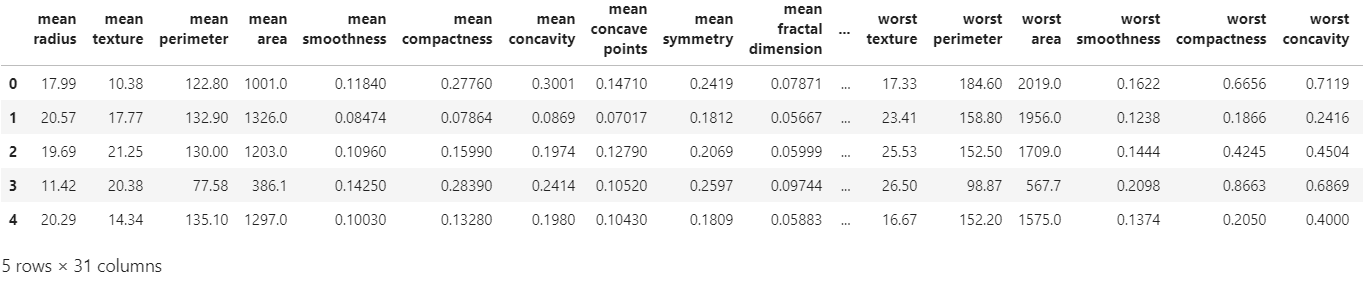 mean radius mean texture mean perimeter mean area mean smoothness mean compactness mean concavity mean concave points mean symmetry mean fractal dimension ... worst texture worst perimeter worst area worst smoothness worst compactness worst concavity
0 17.99 10.38 122.80 1001.0 0.11840 0.27760 0.3001 0.14710 0.2419 0.07871 ... 17.33 184.60 2019.0 0.1622 0.6656 0.7119
1 20.57 17.77 132.90 1326.0 0.08474 0.07864 0.0869 0.07017 0.1812 0.05667 ... 23.41 158.80 1956.0 0.1238 0.1866 0.2416
2 19.69 21.25 130.00 1203.0 0.10960 0.15990 0.1974 0.12790 0.2069 0.05999 ... 25.53 152.50 1709.0 0.1444 0.4245 0.4504
3 11.42 20.38 77.58 386.1 0.14250 0.28390 0.2414 0.10520 0.2597 0.09744 ... 26.50 98.87 567.7 0.2098 0.8663 0.6869
4 20.29 14.34 135.10 1297.0 0.10030 0.13280 0.1980 0.10430 0.1809 0.05883 ... 16.67 152.20 1575.0 0.1374 0.2050 0.4000
5 rows × 31 columns